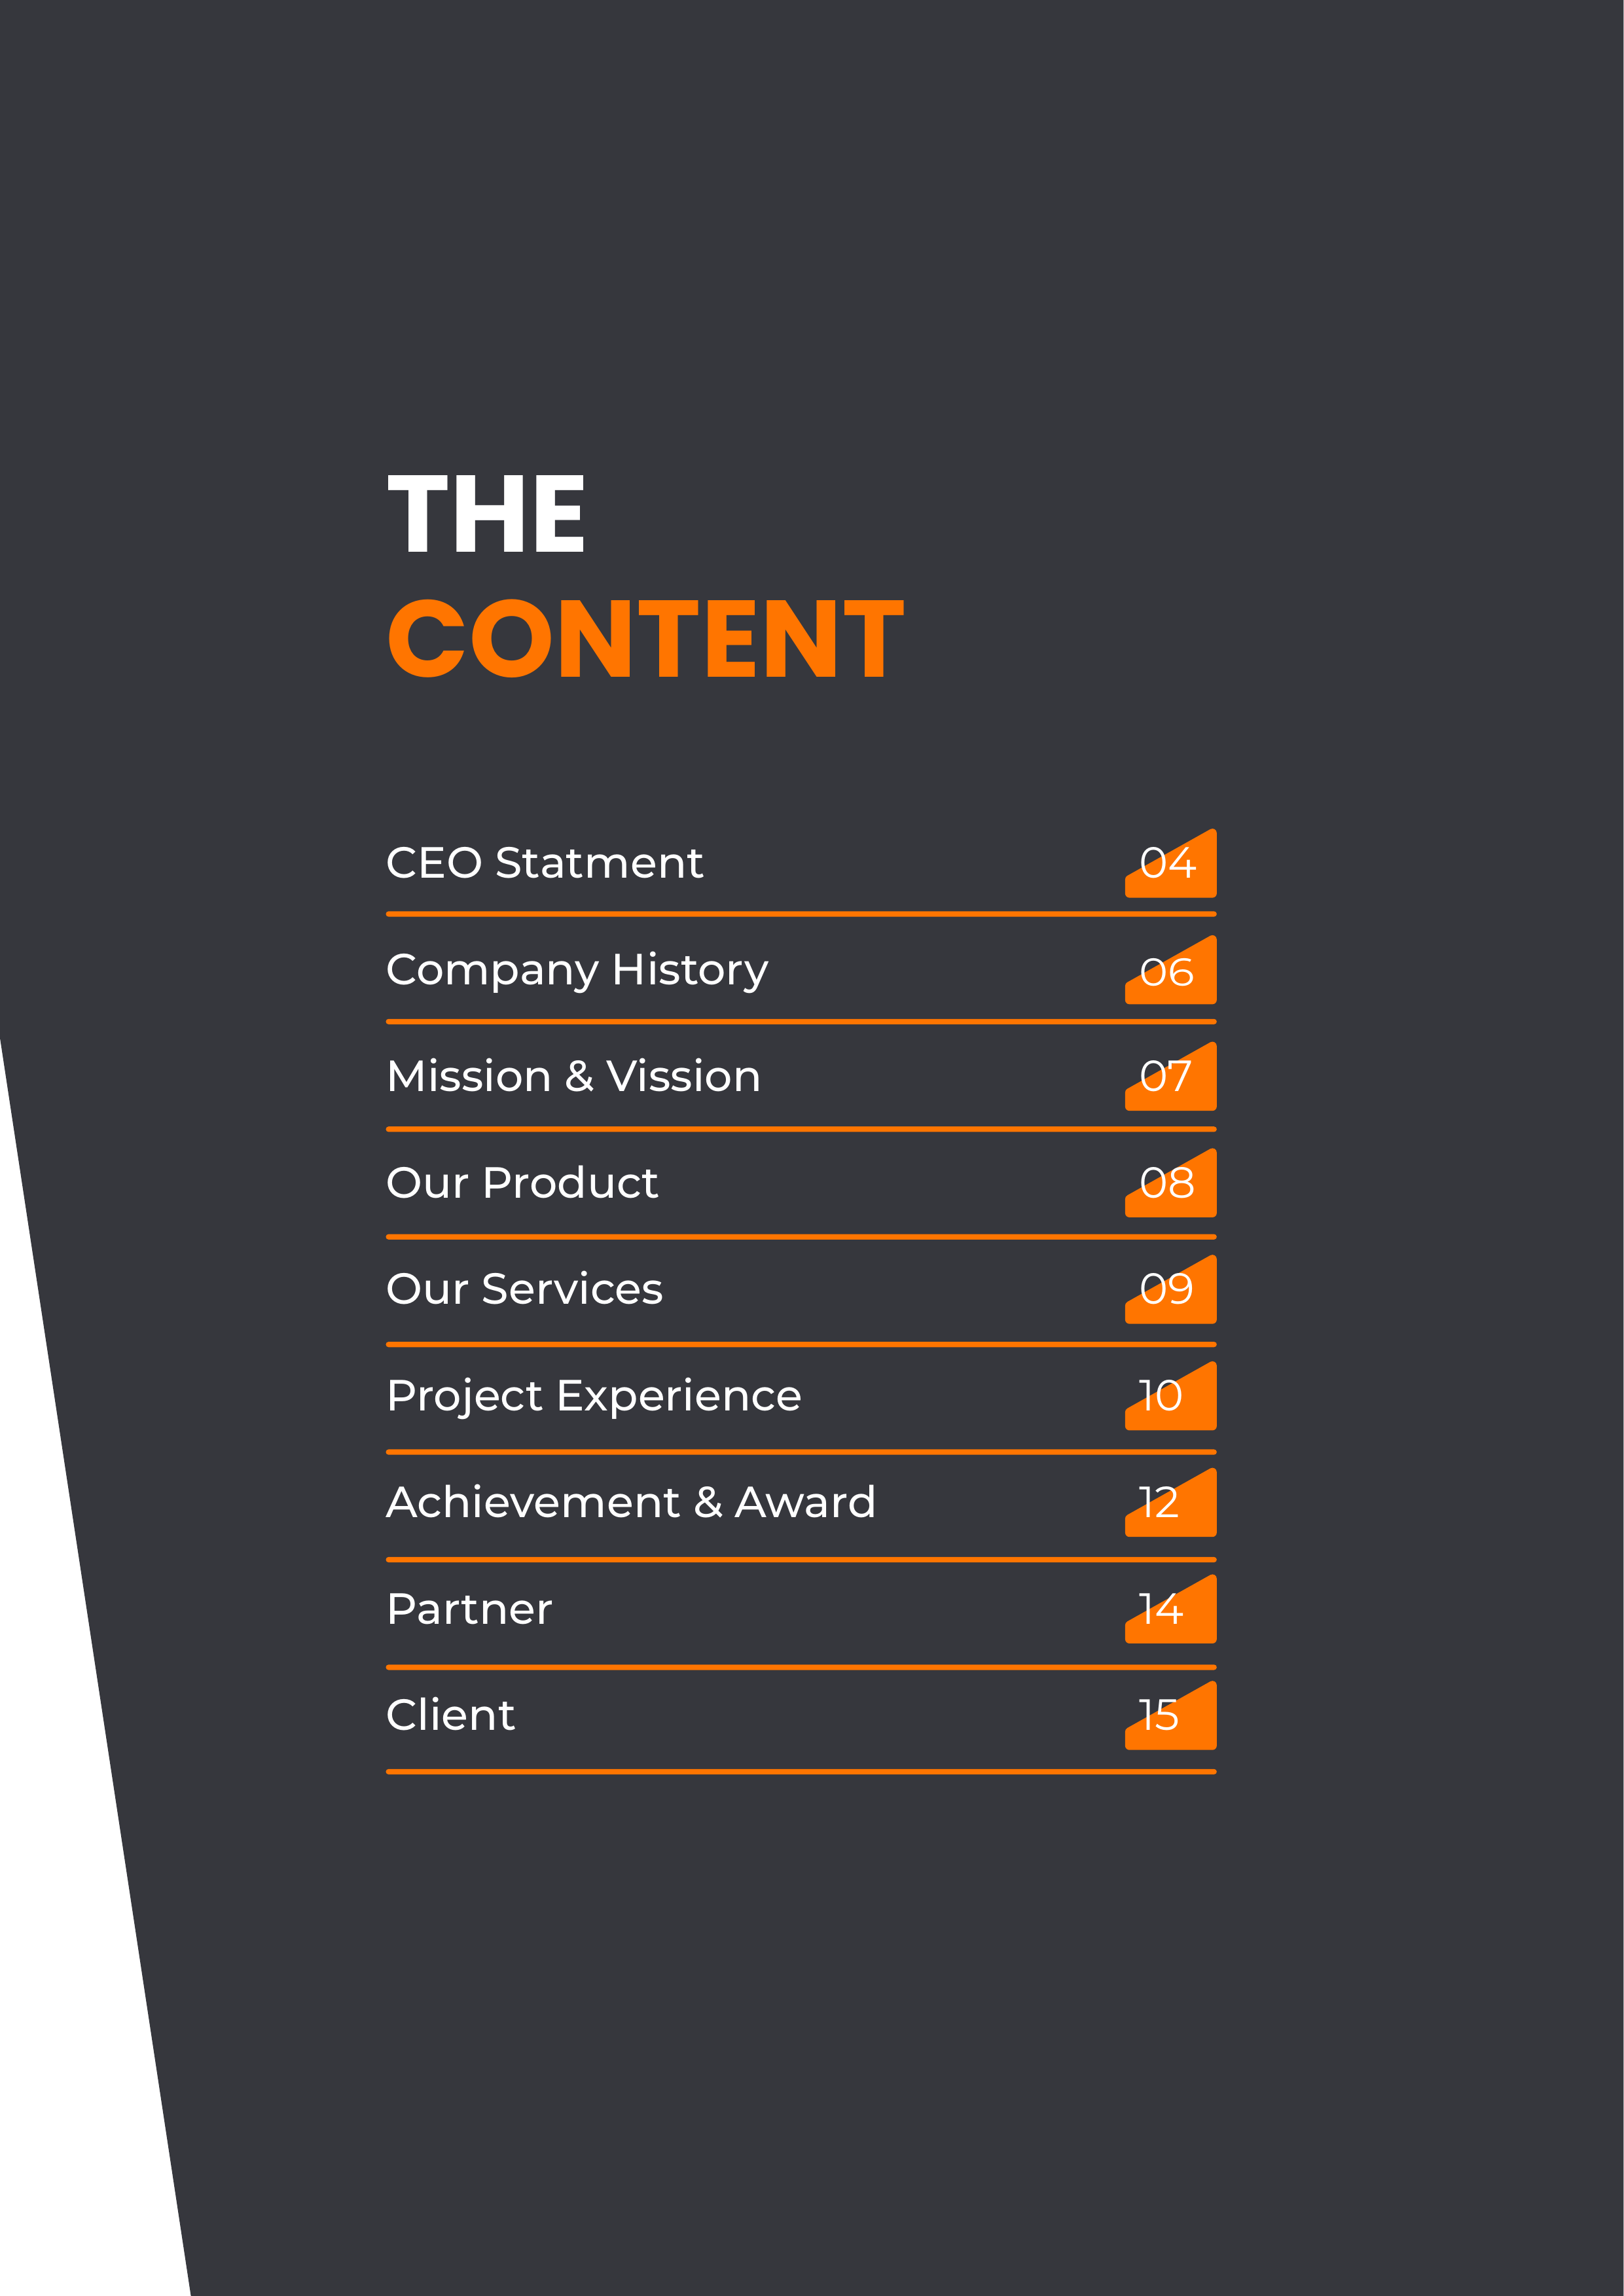 THE
CONTENT
CEO Statment 04
Company History 06
Mission & Vission 07
Our Product 08
Our Services 09
Project Experience 10
Achievement & Award 12
Partner 14
Client 15